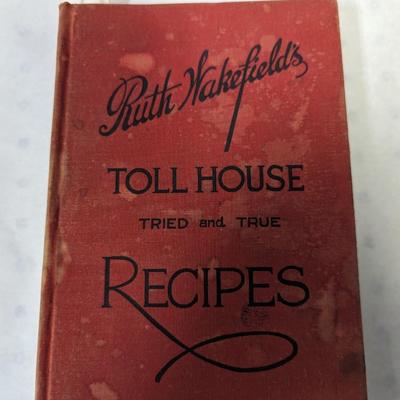 Ruth Wakefield's
TOLL HOUSE
TRIED and TRUE
RECIPES